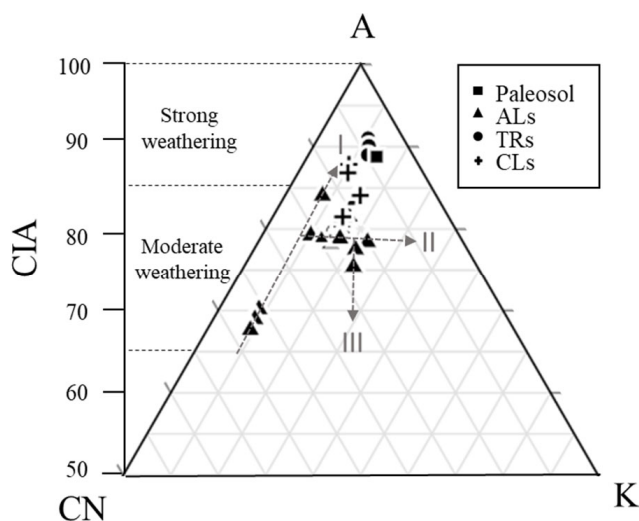 A
100
90
80
70
60
50
CIA
Strong
weathering
Moderate
weathering
Paleosol
ALs
TRs
CLs
I
II
III
CN
K